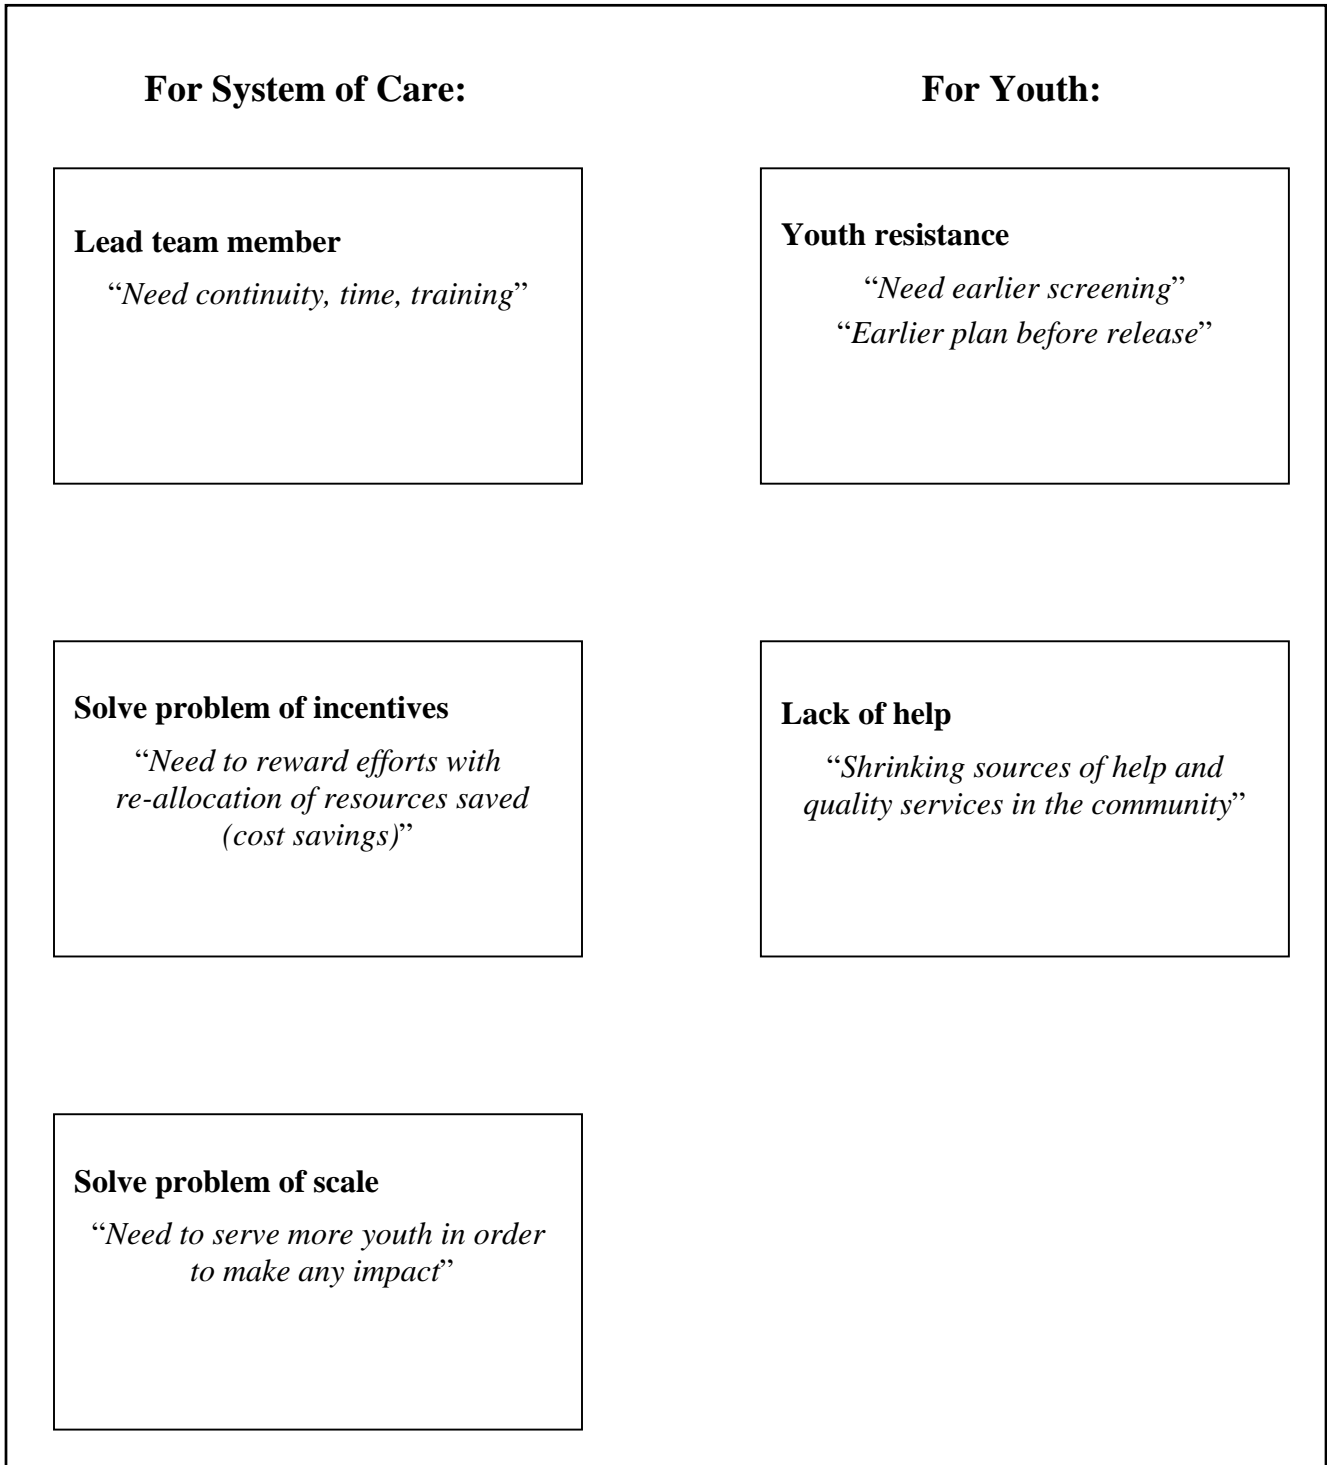 For System of Care:
For Youth:
Lead team member
“Need continuity, time, training”
Youth resistance
“Need earlier screening”
“Earlier plan before release”
Solve problem of incentives
“Need to reward efforts with
re-allocation of resources saved
(cost savings)”
Lack of help
“Shrinking sources of help and
quality services in the community”
Solve problem of scale
“Need to serve more youth in order
to make any impact”